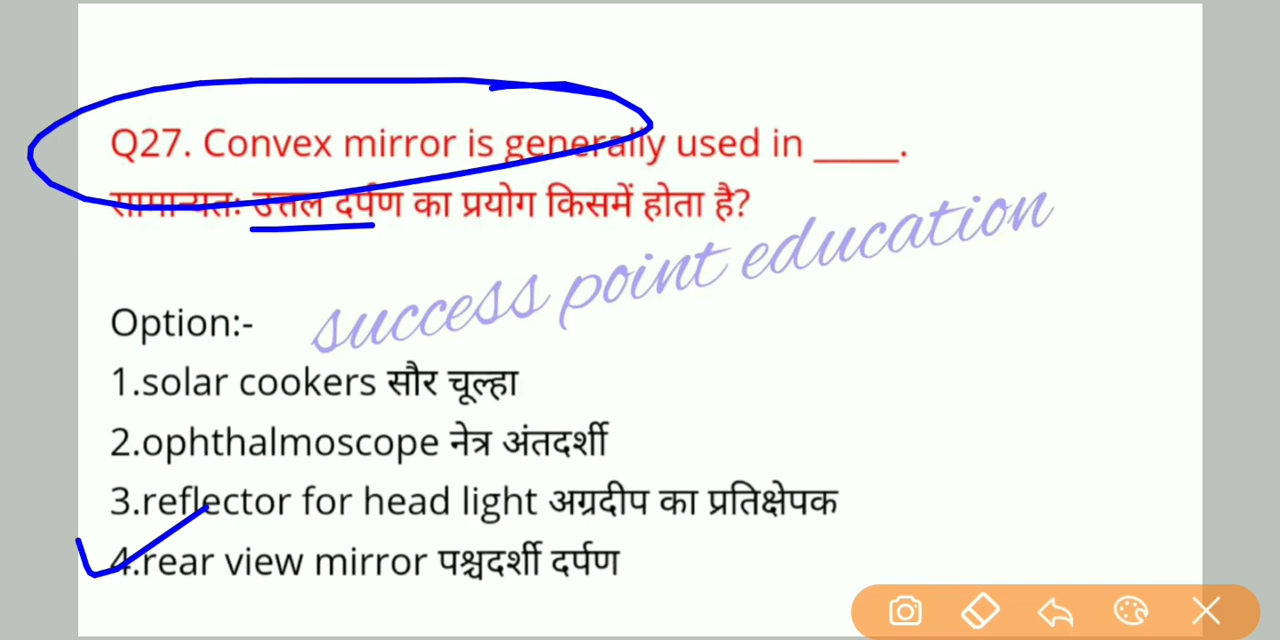 Q27. Convex mirror is generally used in _____.
सामान्यतः उत्तल दर्पण का प्रयोग किसमें होता है?
success point education
Option:-
1.solar cookers सौर चूल्हा
2.ophthalmoscope नेत्र अंतदर्शी
3.reflector for head light अग्रदीप का प्रतिक्षेपक
4.rear view mirror पश्चदर्शी दर्पण